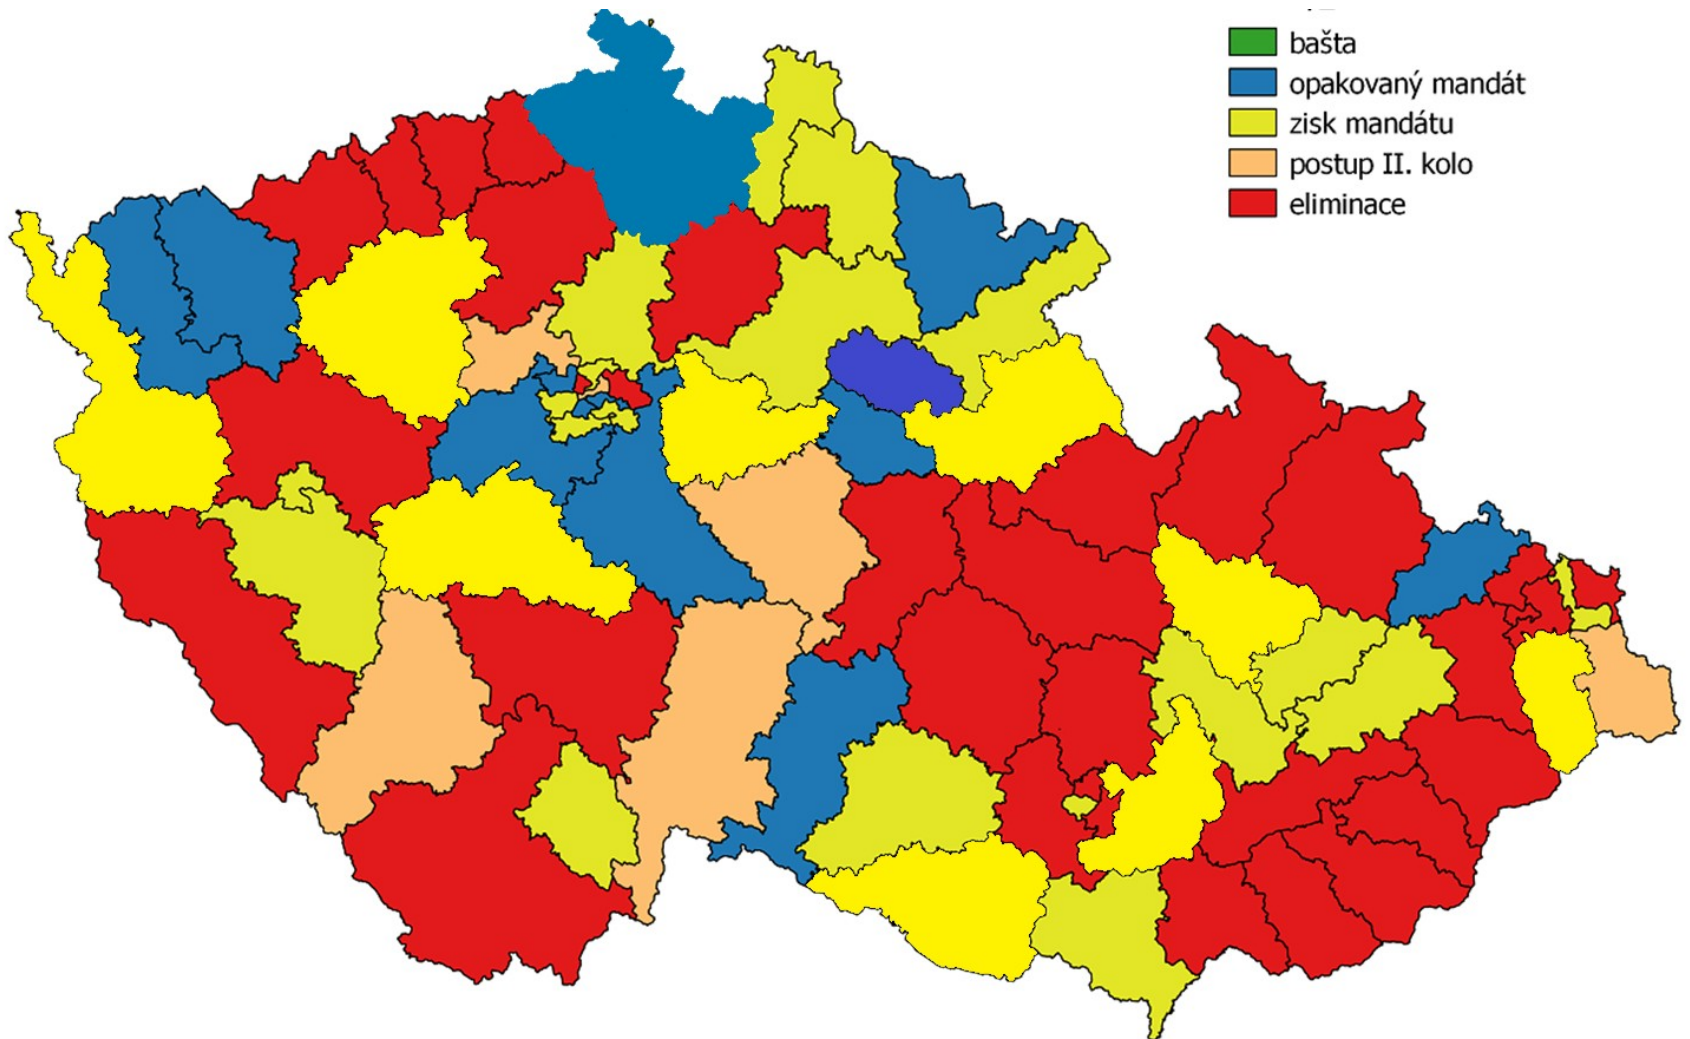 bašta
opakovaný mandát
zisk mandátu
postup II. kolo
eliminace